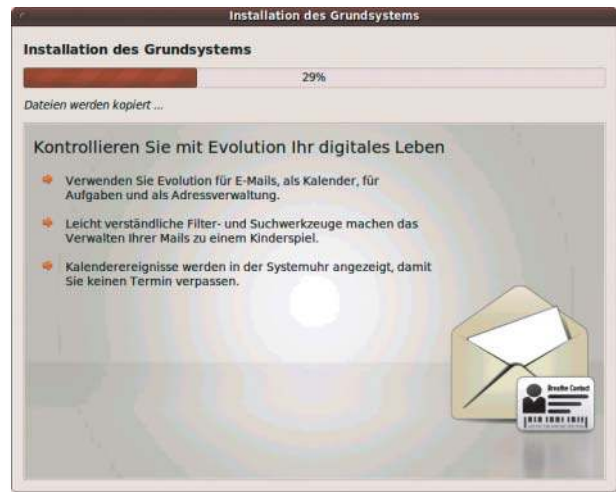 Installation des Grundsystems
Installation des Grundsystems
29%
Dateien werden kopiert ...
Kontrollieren Sie mit Evolution Ihr digitales Leben
Verwenden Sie Evolution für E-Mails, als Kalender, für
Aufgaben und als Adressverwaltung.
Leicht verständliche Filter- und Suchwerkzeuge machen das
Verwalten Ihrer Mails zu einem Kinderspiel.
Kalenderereignisse werden in der Systemuhr angezeigt, damit
Sie keinen Termin verpassen.
Breathe Contact